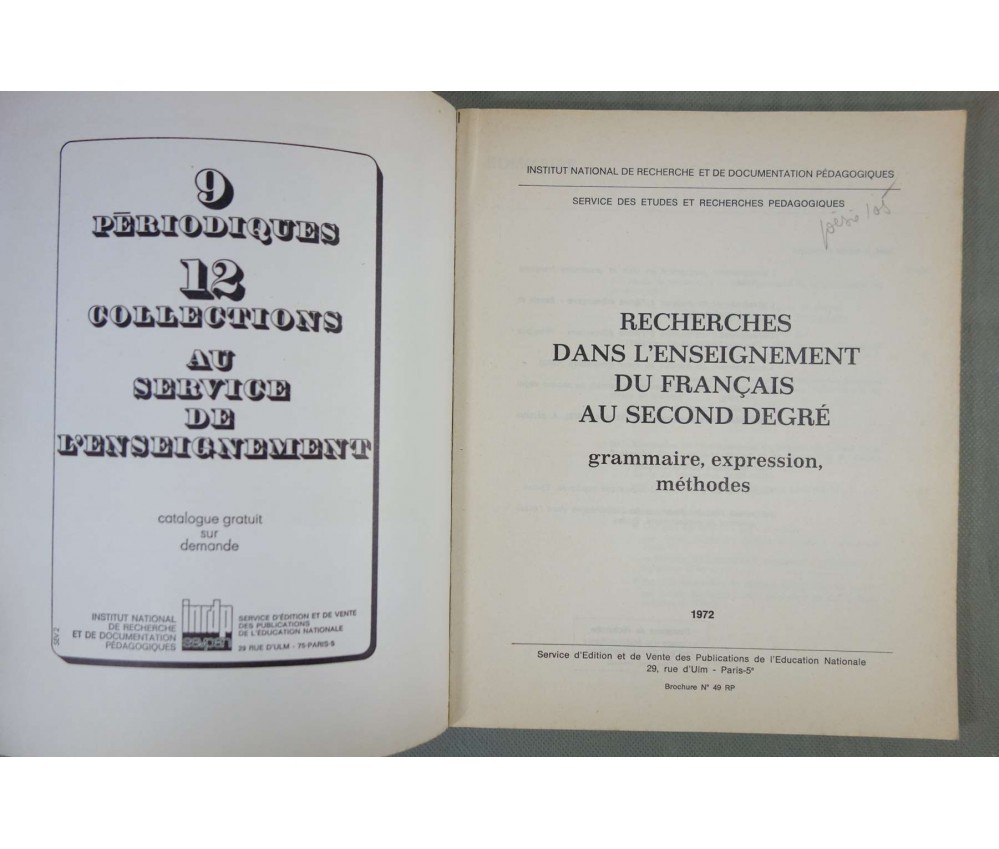 9
PÉRIODIQUES
12
COLLECTIONS
AU
SERVICE
DE
L'ENSEIGNEMENT
catalogue gratuit
sur
demande
INSTITUT NATIONAL
DE RECHERCHE
ET DE DOCUMENTATION
PÉDAGOGIQUES
inrdp
sevpen
SERVICE D'ÉDITION ET DE VENTE
DES PUBLICATIONS
DE L'ÉDUCATION NATIONALE
29 RUE D'ULM - 75-PARIS-5
INSTITUT NATIONAL DE RECHERCHE ET DE DOCUMENTATION PÉDAGOGIQUES
SERVICE DES ETUDES ET RECHERCHES PEDAGOGIQUES
RECHERCHES
DANS L'ENSEIGNEMENT
DU FRANÇAIS
AU SECOND DEGRÉ
grammaire, expression,
méthodes
1972
Service d'Edition et de Vente des Publications de l'Education Nationale
29, rue d'Ulm - Paris-5e
Brochure N° 49 RP